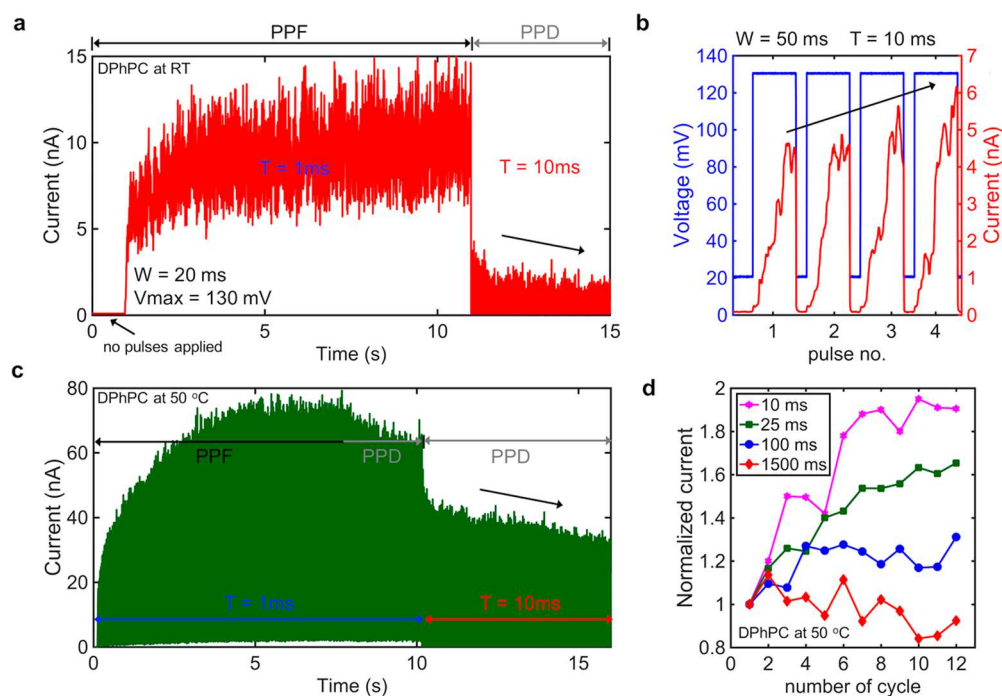 a
PPF
PPD
DPhPC at RT
15
10
5
0
Current (nA)
T = 1ms
T = 10ms
W = 20 ms
Vmax = 130 mV
no pulses applied
0
5
10
15
Time (s)
b
W = 50 ms
T = 10 ms
140
120
100
80
60
40
20
0
Voltage (mV)
7
6
5
4
3
2
1
0
Current (nA)
1
2
3
4
pulse no.
c
DPhPC at 50 °C
80
60
40
20
0
Current (nA)
PPF
PPD
PPD
T = 1ms
T = 10ms
0
5
10
15
Time (s)
d
10 ms
25 ms
100 ms
1500 ms
2
1.8
1.6
1.4
1.2
1
0.8
Normalized current
DPhPC at 50 °C
0
2
4
6
8
10
12
number of cycle